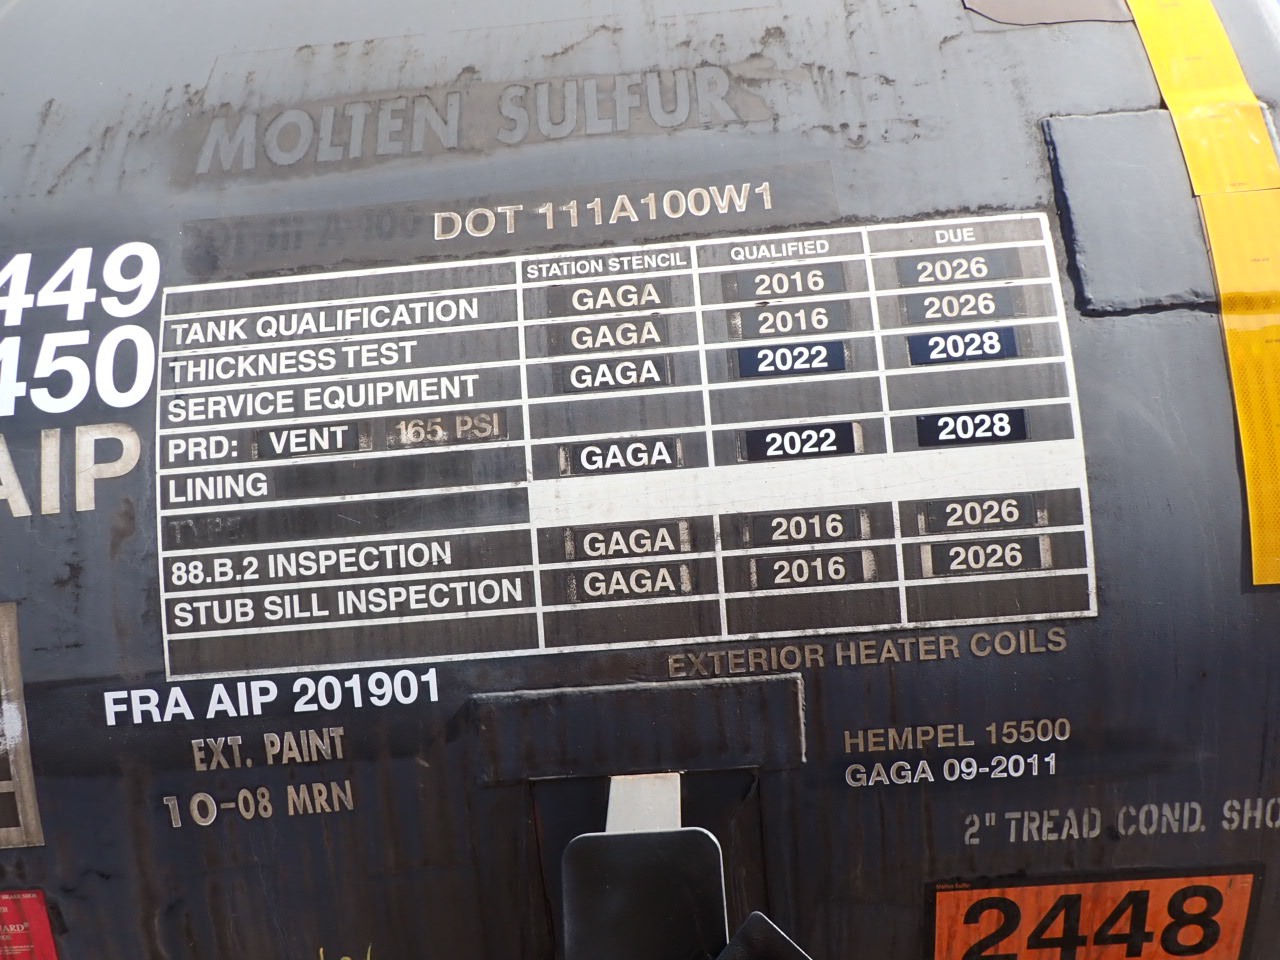 MOLTEN SULFUR
DOT 111A100W1
STATION STENCIL QUALIFIED DUE
TANK QUALIFICATION GAGA 2016 2026
THICKNESS TEST GAGA 2016 2026
SERVICE EQUIPMENT GAGA 2022 2028
PRD: VENT 165 PSI GAGA 2022 2028
LINING
TYPE
88.B.2 INSPECTION GAGA 2016 2026
STUB SILL INSPECTION GAGA 2016 2026
449
450
AIP
EXTERIOR HEATER COILS
FRA AIP 201901
EXT. PAINT
10-08 MRN
HEMPEL 15500
GAGA 09-2011
2" TREAD COND. SHO
Molten Sulfur
2448